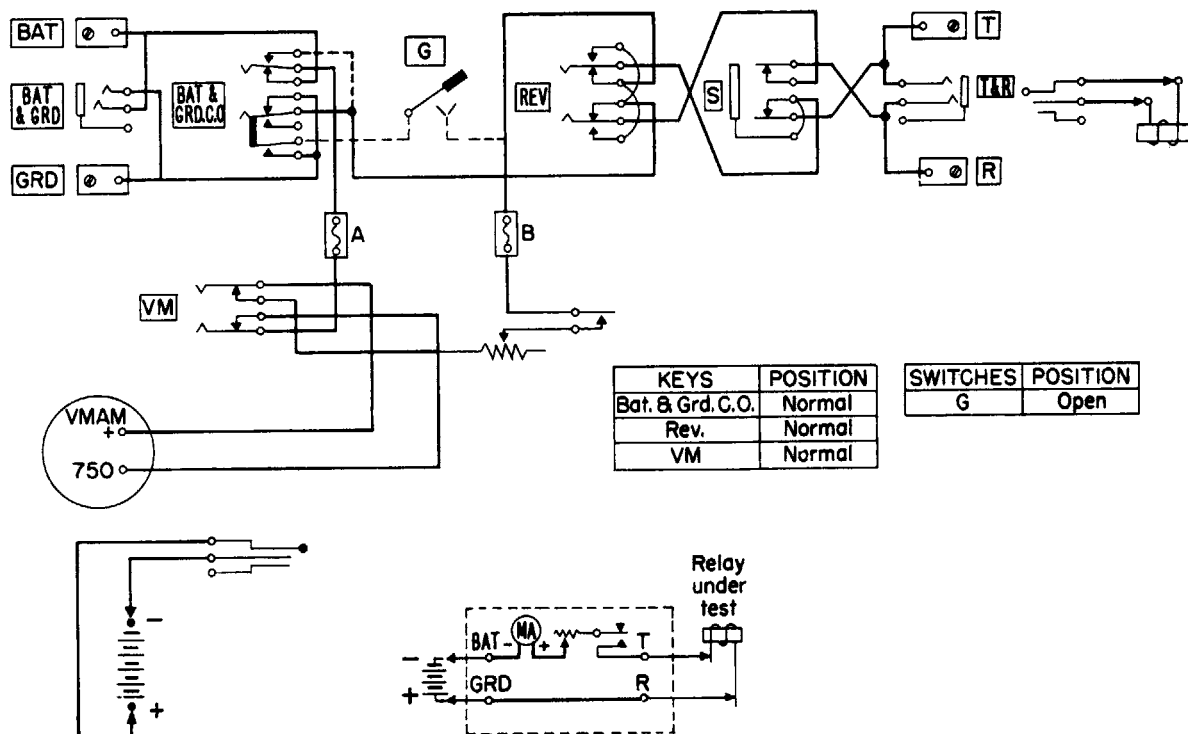 BAT
T
BAT & GRD
BAT & GRD.C.O
G
REV
S
T&R
GRD
R
A
B
VM
VMAM
+
750
KEYS POSITION
Bat. & Grd. C.O. Normal
Rev. Normal
VM Normal
SWITCHES POSITION
G Open
-
+
Relay
under
test
BAT - MA + T
-
+
GRD R